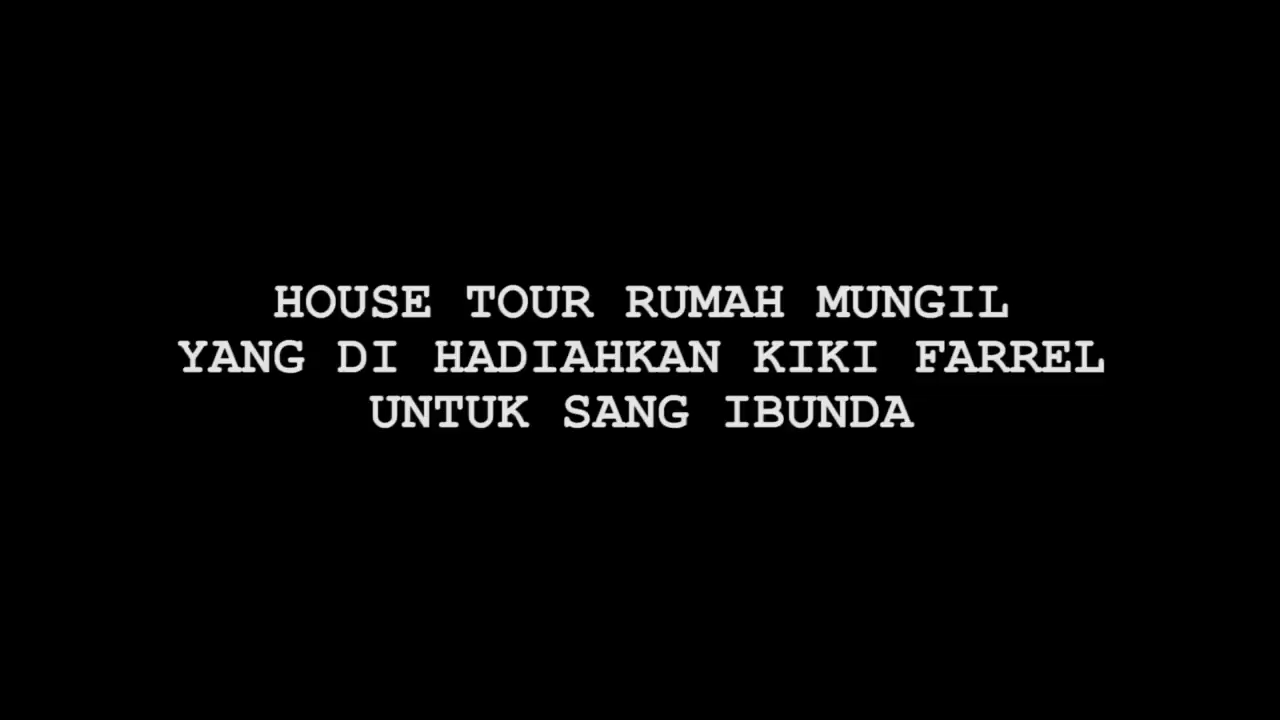 HOUSE TOUR RUMAH MUNGIL
YANG DI HADIAHKAN KIKI FARREL
UNTUK SANG IBUNDA